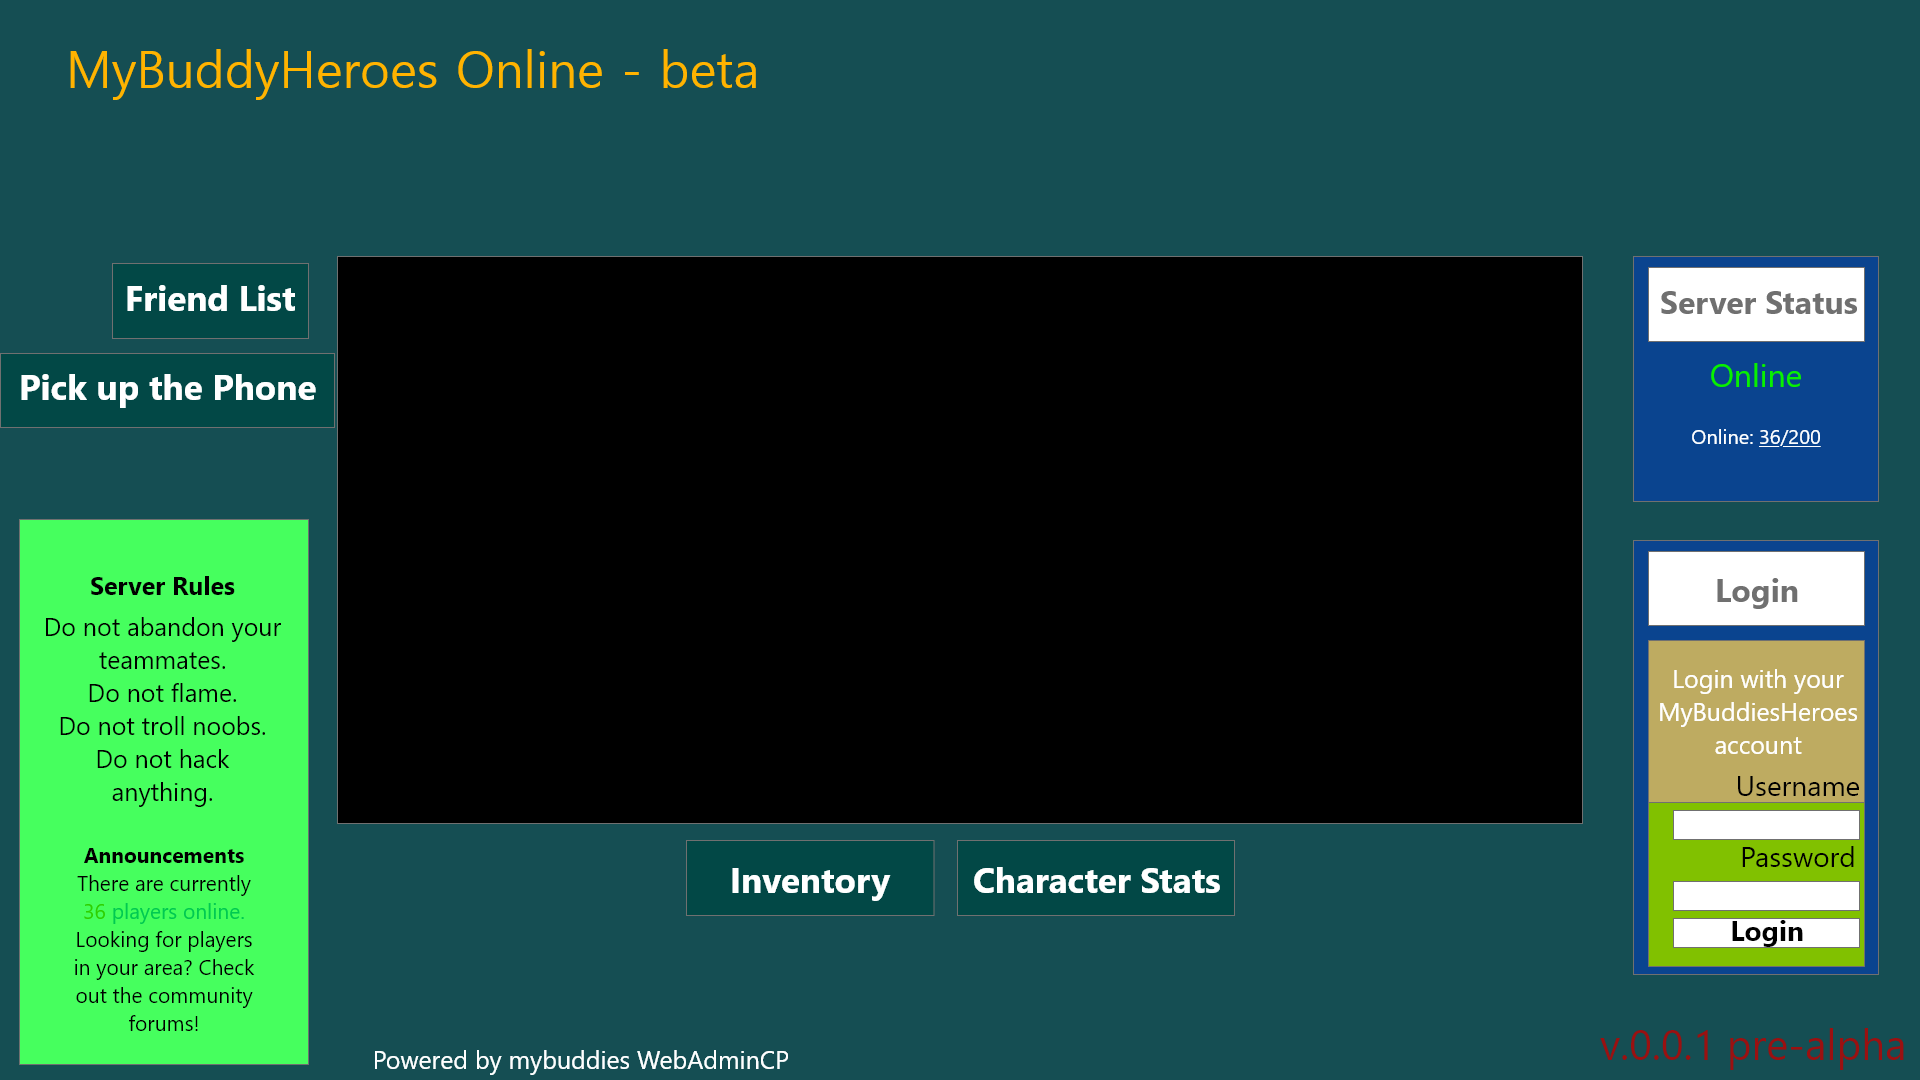 MyBuddyHeroes Online - beta
Friend List
Pick up the Phone
Server Rules
Do not abandon your
teammates.
Do not flame.
Do not troll noobs.
Do not hack
anything.
Announcements
There are currently
36 players online.
Looking for players
in your area? Check
out the community
forums!
Inventory
Character Stats
Server Status
Online
Online: 36/200
Login
Login with your
MyBuddiesHeroes
account
Username
Password
Login
Powered by mybuddies WebAdminCP
v.0.0.1 pre-alpha